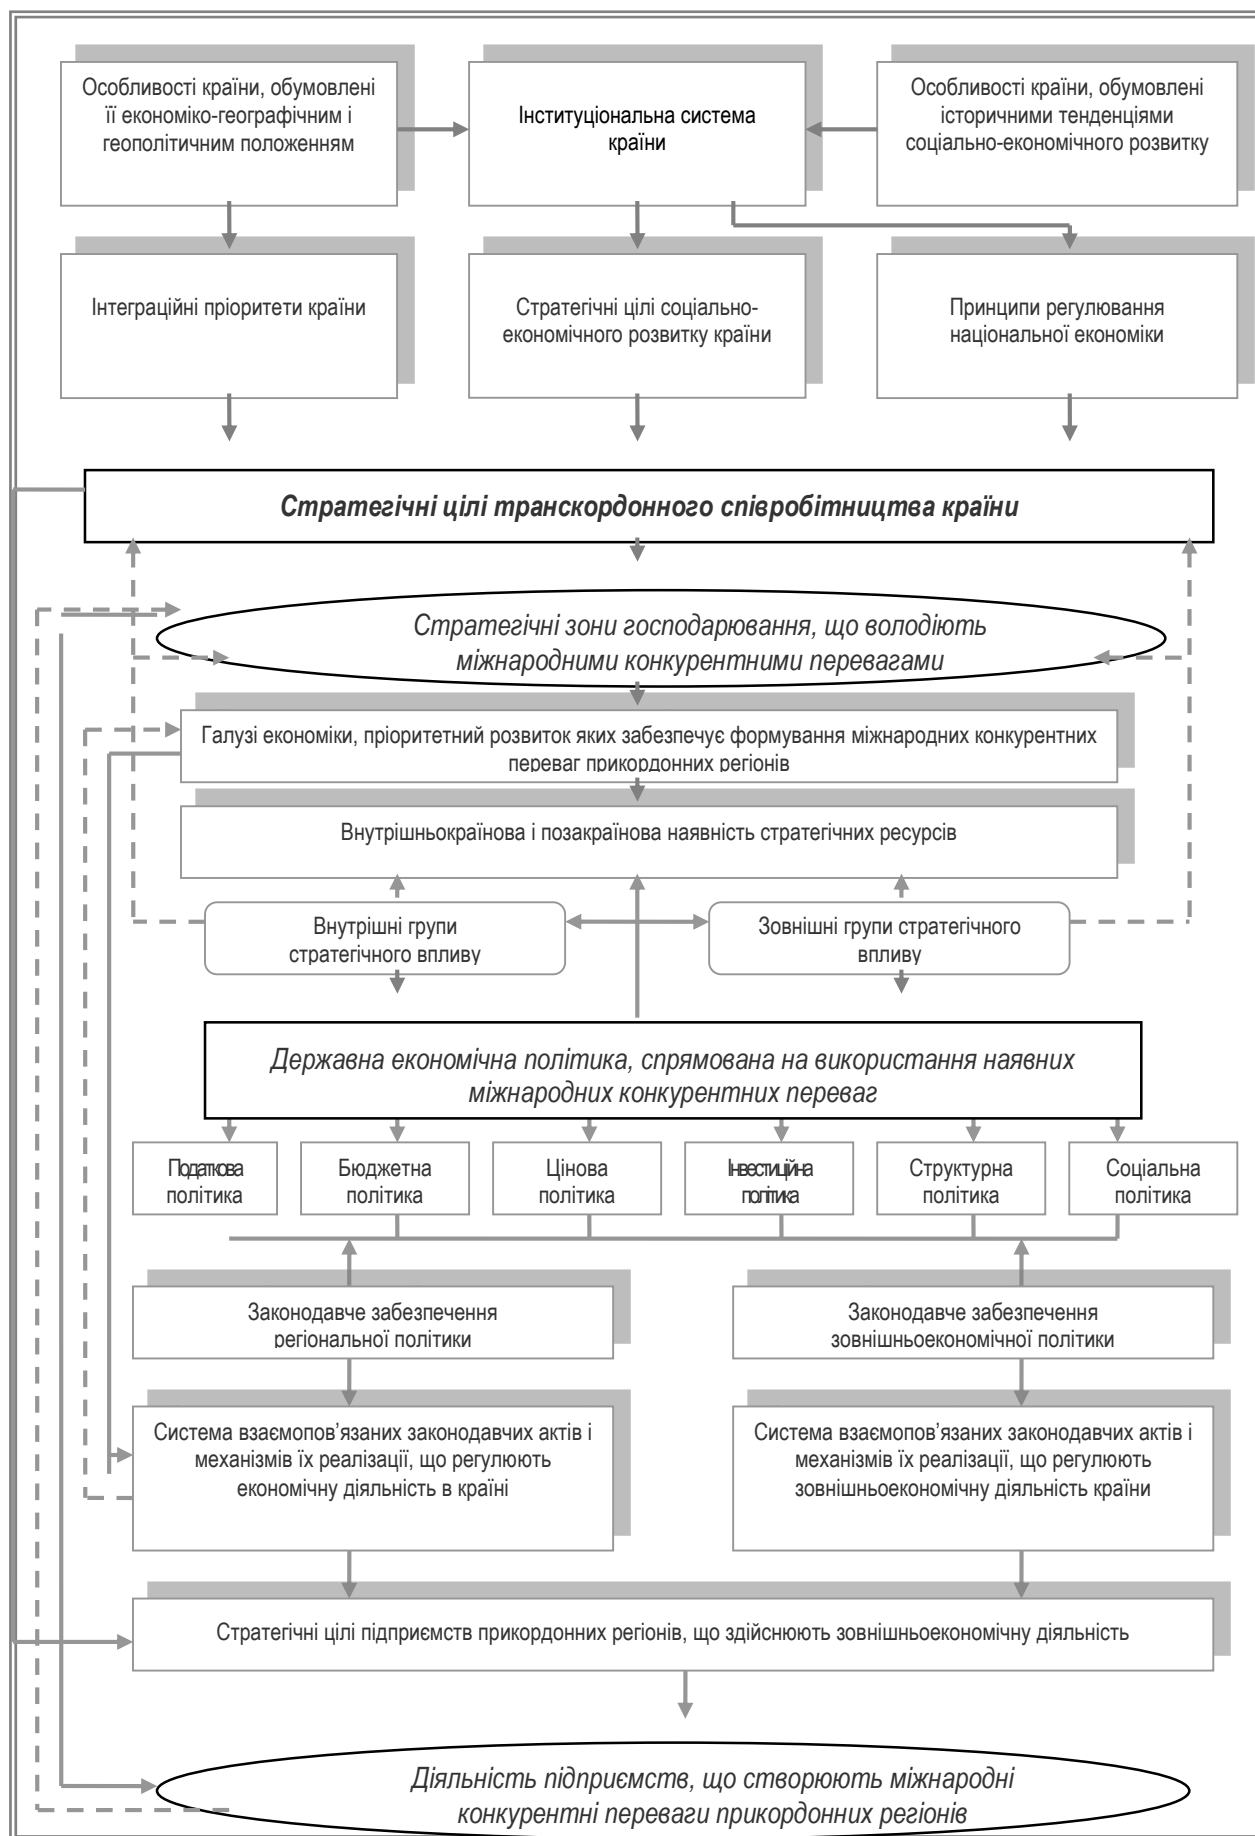 Особливості країни, обумовлені
її економіко-географічним і
геополітичним положенням
Інституціональна система
країни
Особливості країни, обумовлені
історичними тенденціями
соціально-економічного розвитку
Інтеграційні пріоритети країни
Стратегічні цілі соціально-
економічного розвитку країни
Принципи регулювання
національної економіки
Стратегічні цілі транскордонного співробітництва країни
Стратегічні зони господарювання, що володіють
міжнародними конкурентними перевагами
Галузі економіки, пріоритетний розвиток яких забезпечує формування міжнародних конкурентних
переваг прикордонних регіонів
Внутрішньокраїнова і позакраїнова наявність стратегічних ресурсів
Внутрішні групи
стратегічного впливу
Зовнішні групи стратегічного
впливу
Державна економічна політика, спрямована на використання наявних
міжнародних конкурентних переваг
Податкова
політика
Бюджетна
політика
Цінова
політика
Інвестиційна
політика
Структурна
політика
Соціальна
політика
Законодавче забезпечення
регіональної політики
Законодавче забезпечення
зовнішньоекономічної політики
Система взаємопов’язаних законодавчих актів і
механізмів їх реалізації, що регулюють
економічну діяльність в країні
Система взаємопов’язаних законодавчих актів і
механізмів їх реалізації, що регулюють
зовнішньоекономічну діяльність країни
Стратегічні цілі підприємств прикордонних регіонів, що здійснюють зовнішньоекономічну діяльність
Діяльність підприємств, що створюють міжнародні
конкурентні переваги прикордонних регіонів